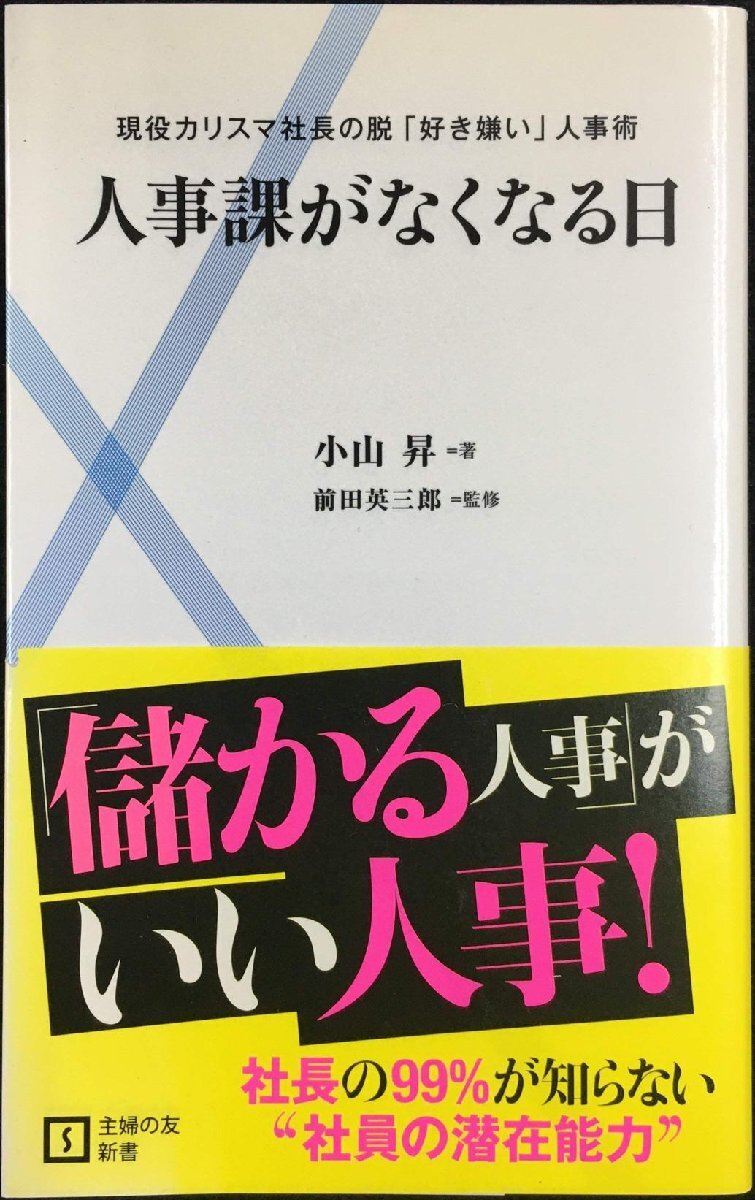 現役カリスマ社長の脱「好き嫌い」人事術
人事課がなくなる日
小山 昇=著
前田英三郎=監修
「儲かる人事」が
いい人事!
社長の99%が知らない
“社員の潜在能力”
S 主婦の友
新書